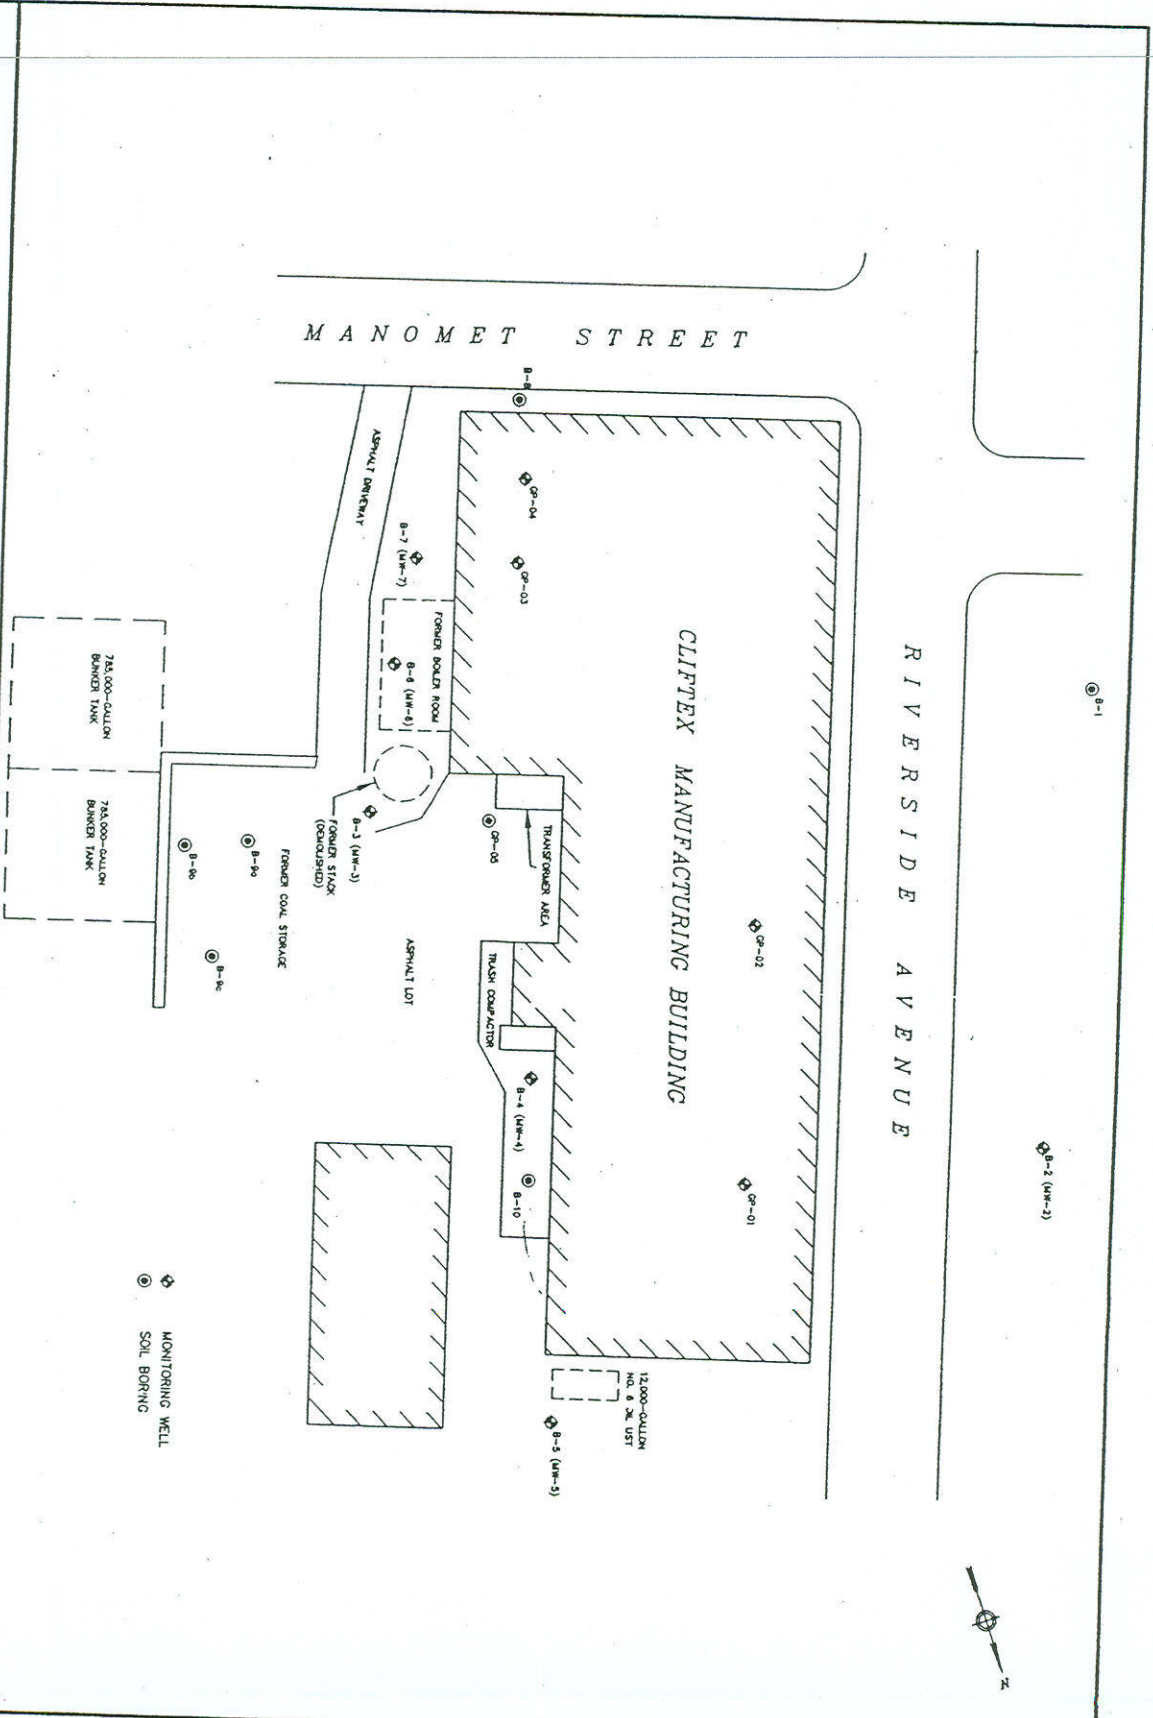 MANOMET STREET
RIVERSIDE AVENUE
B-1
B-2 (MW-2)
B-8
CLIFTEX MANUFACTURING BUILDING
GP-04
GP-03
GP-02
GP-01
ASPHALT DRIVEWAY
B-7 (MW-7)
FORMER BOILER ROOM
B-6 (MW-6)
FORMER STACK
(DEMOLISHED)
B-3 (MW-3)
GP-05
TRANSFORMER AREA
TRASH COMPACTOR
ASPHALT LOT
B-4 (MW-4)
B-10
12,000-GALLON
NO. 6 OIL UST
B-5 (MW-5)
FORMER COAL STORAGE
B-9a
B-9b
B-9c
785,000-GALLON
BUNKER TANK
785,000-GALLON
BUNKER TANK
MONITORING WELL
SOIL BORING
N